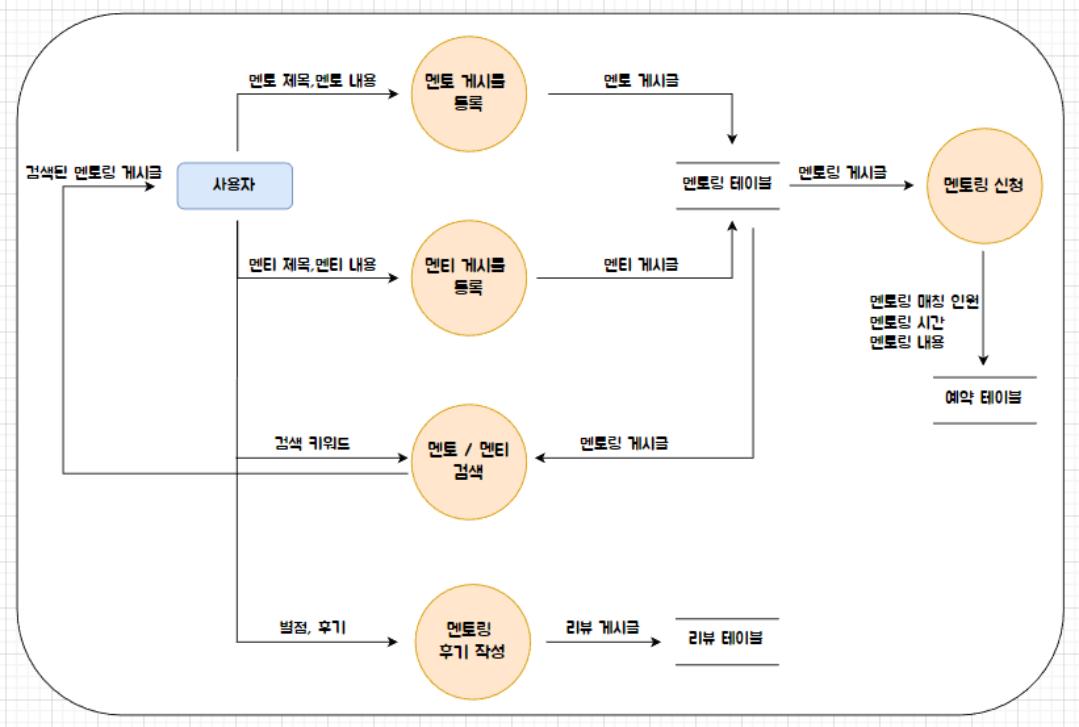 멘토 제목,멘토 내용
멘토 게시물
등록
멘토 게시글
검색된 멘토링 게시글
사용자
멘토링 테이블
멘토링 게시글
멘토링 신청
멘티 제목,멘티 내용
멘티 게시물
등록
멘티 게시글
멘토링 매칭 인원
멘토링 시간
멘토링 내용
예약 테이블
검색 키워드
멘토 / 멘티
검색
멘토링 게시글
별점, 후기
멘토링
후기 작성
리뷰 게시글
리뷰 테이블